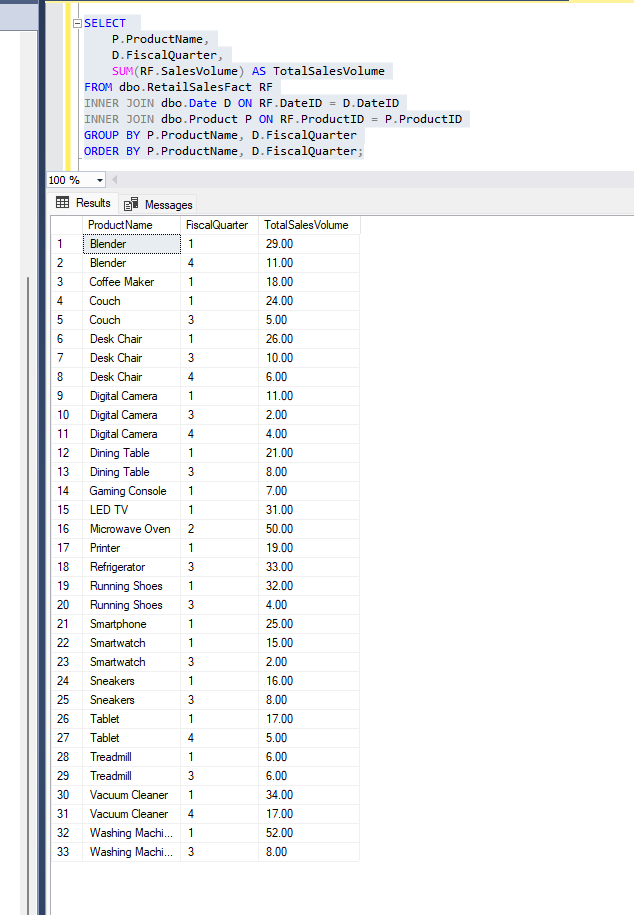 SELECT
P.ProductName,
D.FiscalQuarter,
SUM(RF.SalesVolume) AS TotalSalesVolume
FROM dbo.RetailSalesFact RF
INNER JOIN dbo.Date D ON RF.DateID = D.DateID
INNER JOIN dbo.Product P ON RF.ProductID = P.ProductID
GROUP BY P.ProductName, D.FiscalQuarter
ORDER BY P.ProductName, D.FiscalQuarter;
100 %
Results Messages
ProductName FiscalQuarter TotalSalesVolume
1 Blender 1 29.00
2 Blender 4 11.00
3 Coffee Maker 1 18.00
4 Couch 1 24.00
5 Couch 3 5.00
6 Desk Chair 1 26.00
7 Desk Chair 3 10.00
8 Desk Chair 4 6.00
9 Digital Camera 1 11.00
10 Digital Camera 3 2.00
11 Digital Camera 4 4.00
12 Dining Table 1 21.00
13 Dining Table 3 8.00
14 Gaming Console 1 7.00
15 LED TV 1 31.00
16 Microwave Oven 2 50.00
17 Printer 1 19.00
18 Refrigerator 3 33.00
19 Running Shoes 1 32.00
20 Running Shoes 3 4.00
21 Smartphone 1 25.00
22 Smartwatch 1 15.00
23 Smartwatch 3 2.00
24 Sneakers 1 16.00
25 Sneakers 3 8.00
26 Tablet 1 17.00
27 Tablet 4 5.00
28 Treadmill 1 6.00
29 Treadmill 3 6.00
30 Vacuum Cleaner 1 34.00
31 Vacuum Cleaner 4 17.00
32 Washing Machi... 1 52.00
33 Washing Machi... 3 8.00